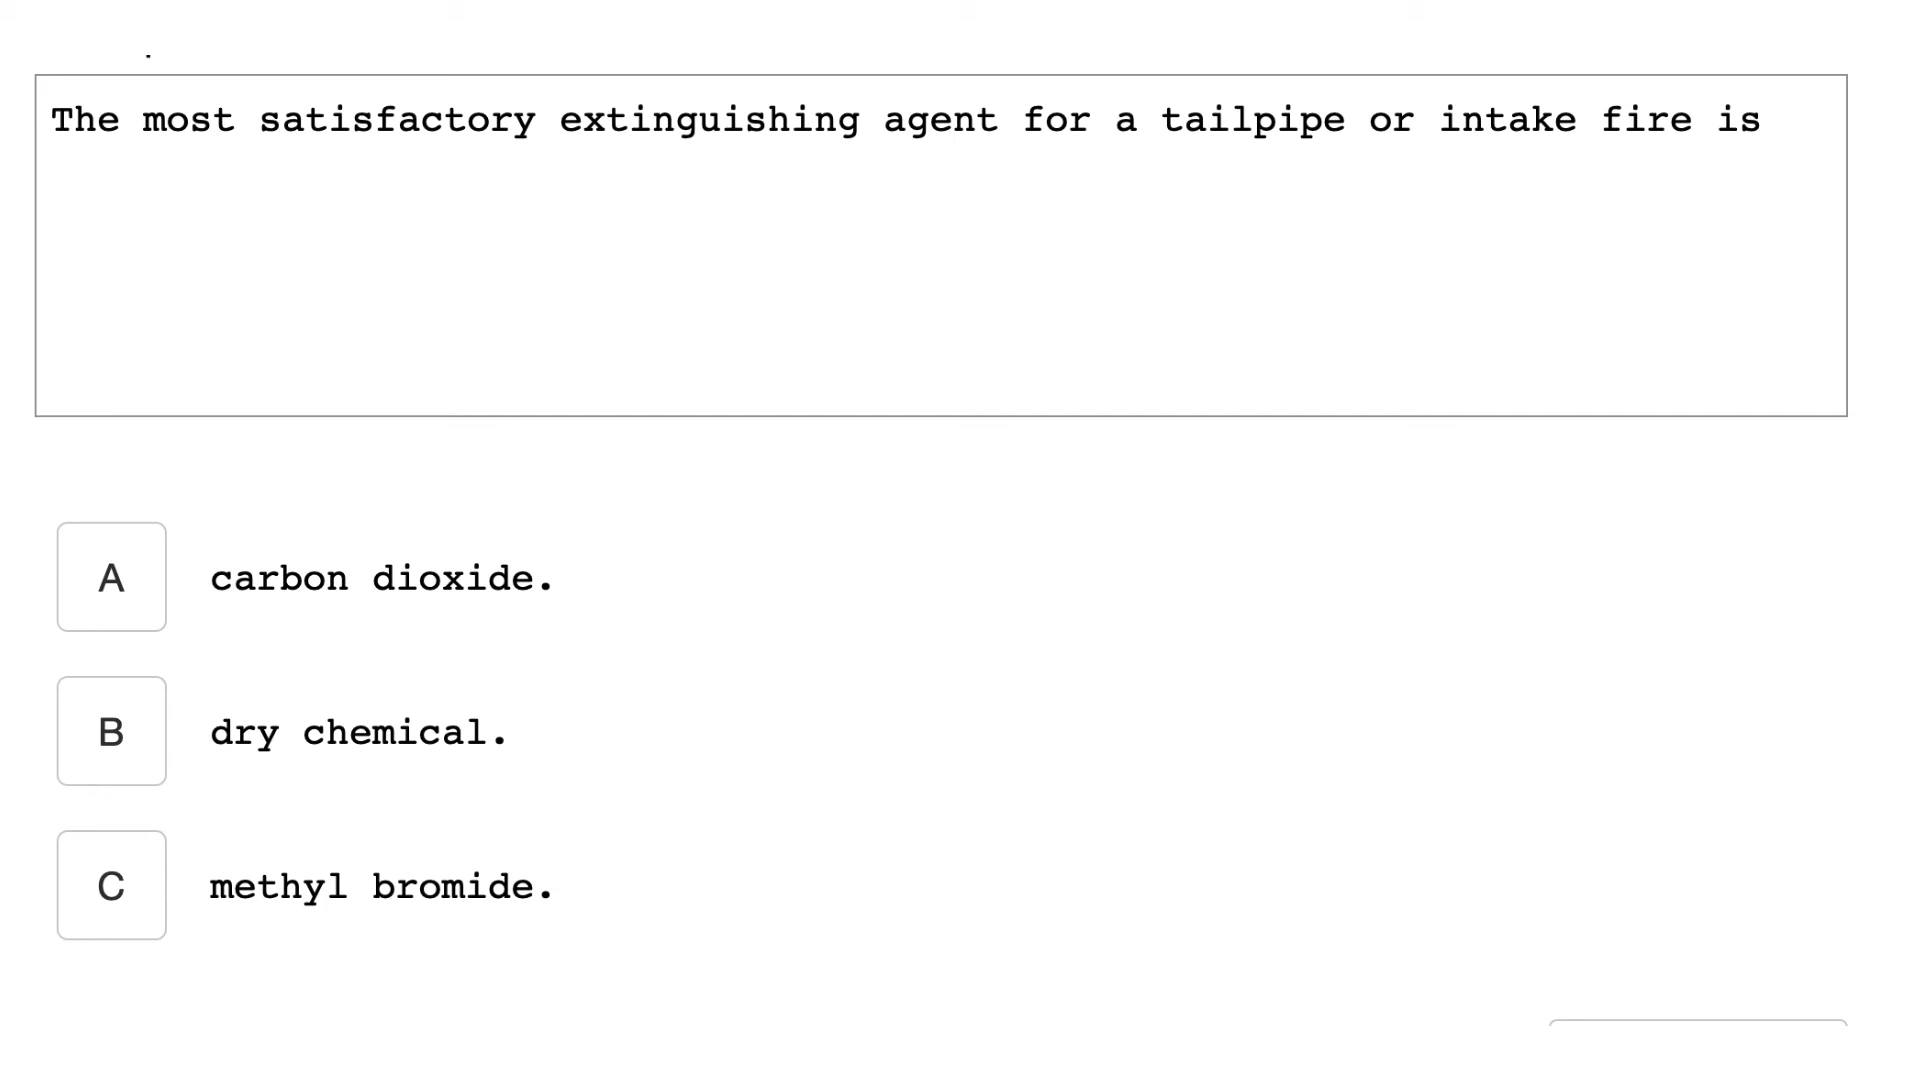 The most satisfactory extinguishing agent for a tailpipe or intake fire is
A carbon dioxide.
B dry chemical.
C methyl bromide.